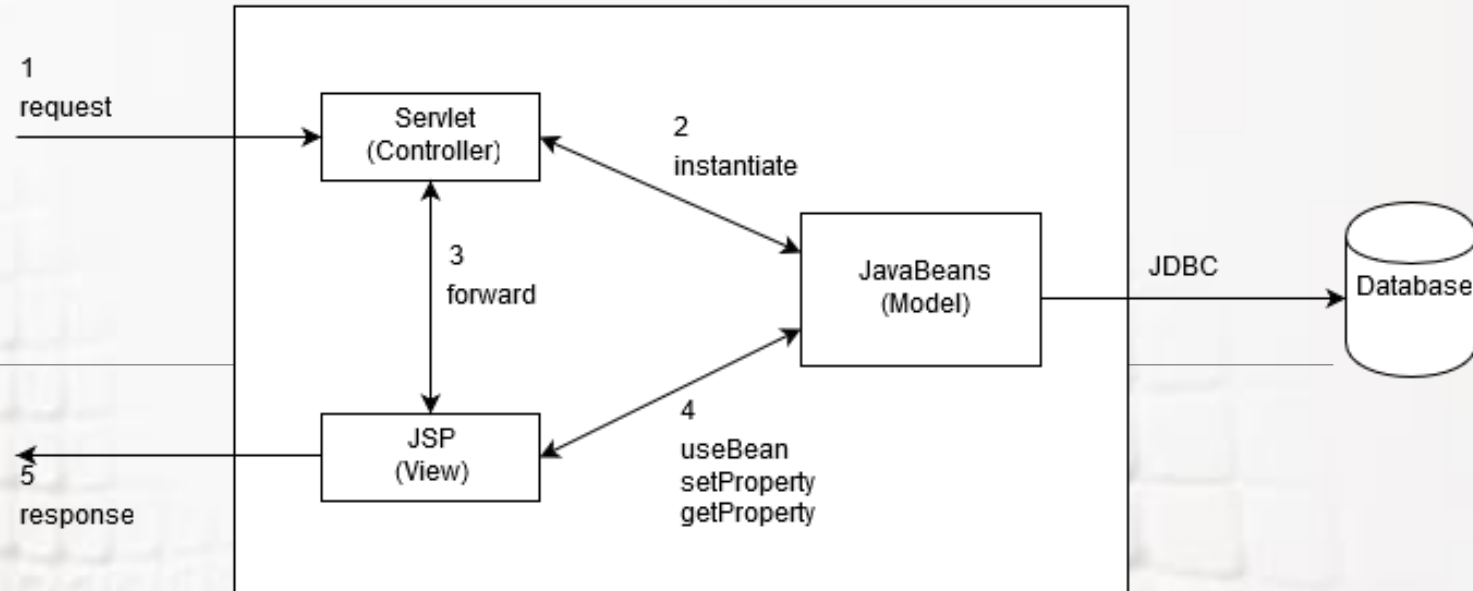 1
request
Servlet
(Controller)
2
instantiate
3
forward
JavaBeans
(Model)
JDBC
Database
JSP
(View)
4
useBean
setProperty
getProperty
5
response